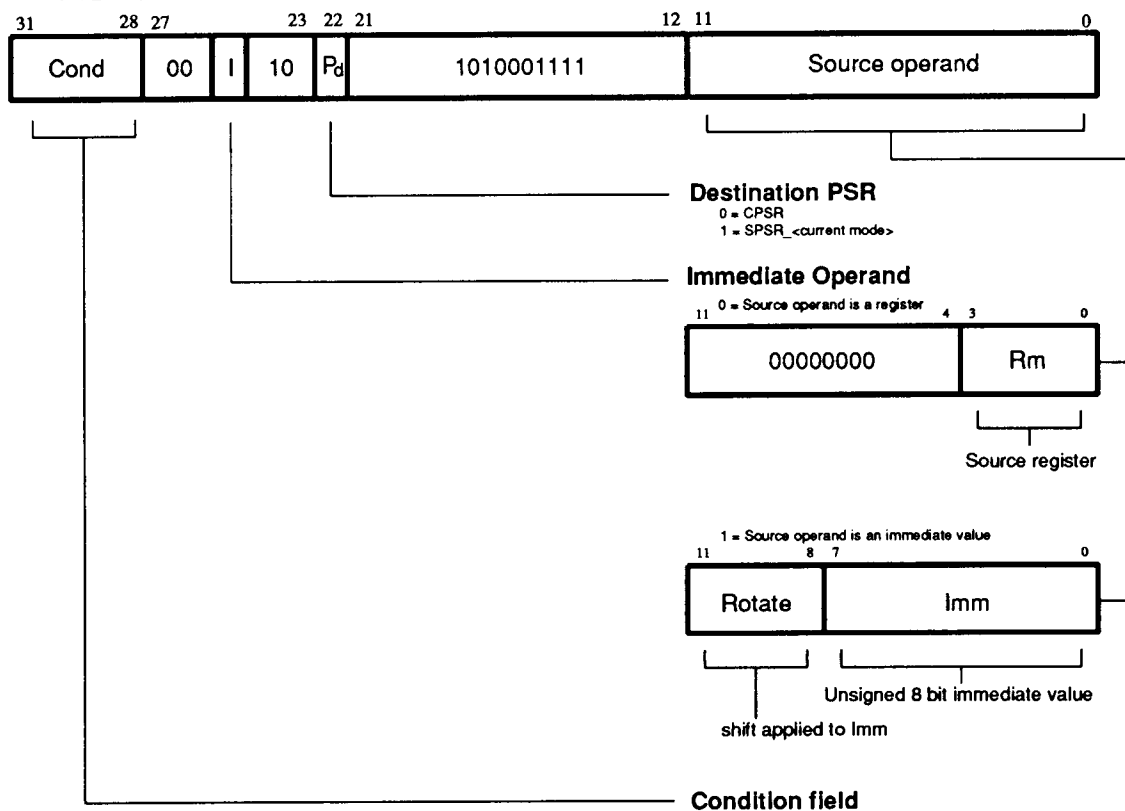 31 28 27 23 22 21 12 11 0
Cond 00 I 10 Pd 1010001111 Source operand
Destination PSR
0 = CPSR
1 = SPSR_<current mode>
Immediate Operand
0 = Source operand is a register
11 4 3 0
00000000 Rm
Source register
1 = Source operand is an immediate value
11 8 7 0
Rotate Imm
Unsigned 8 bit immediate value
shift applied to Imm
Condition field